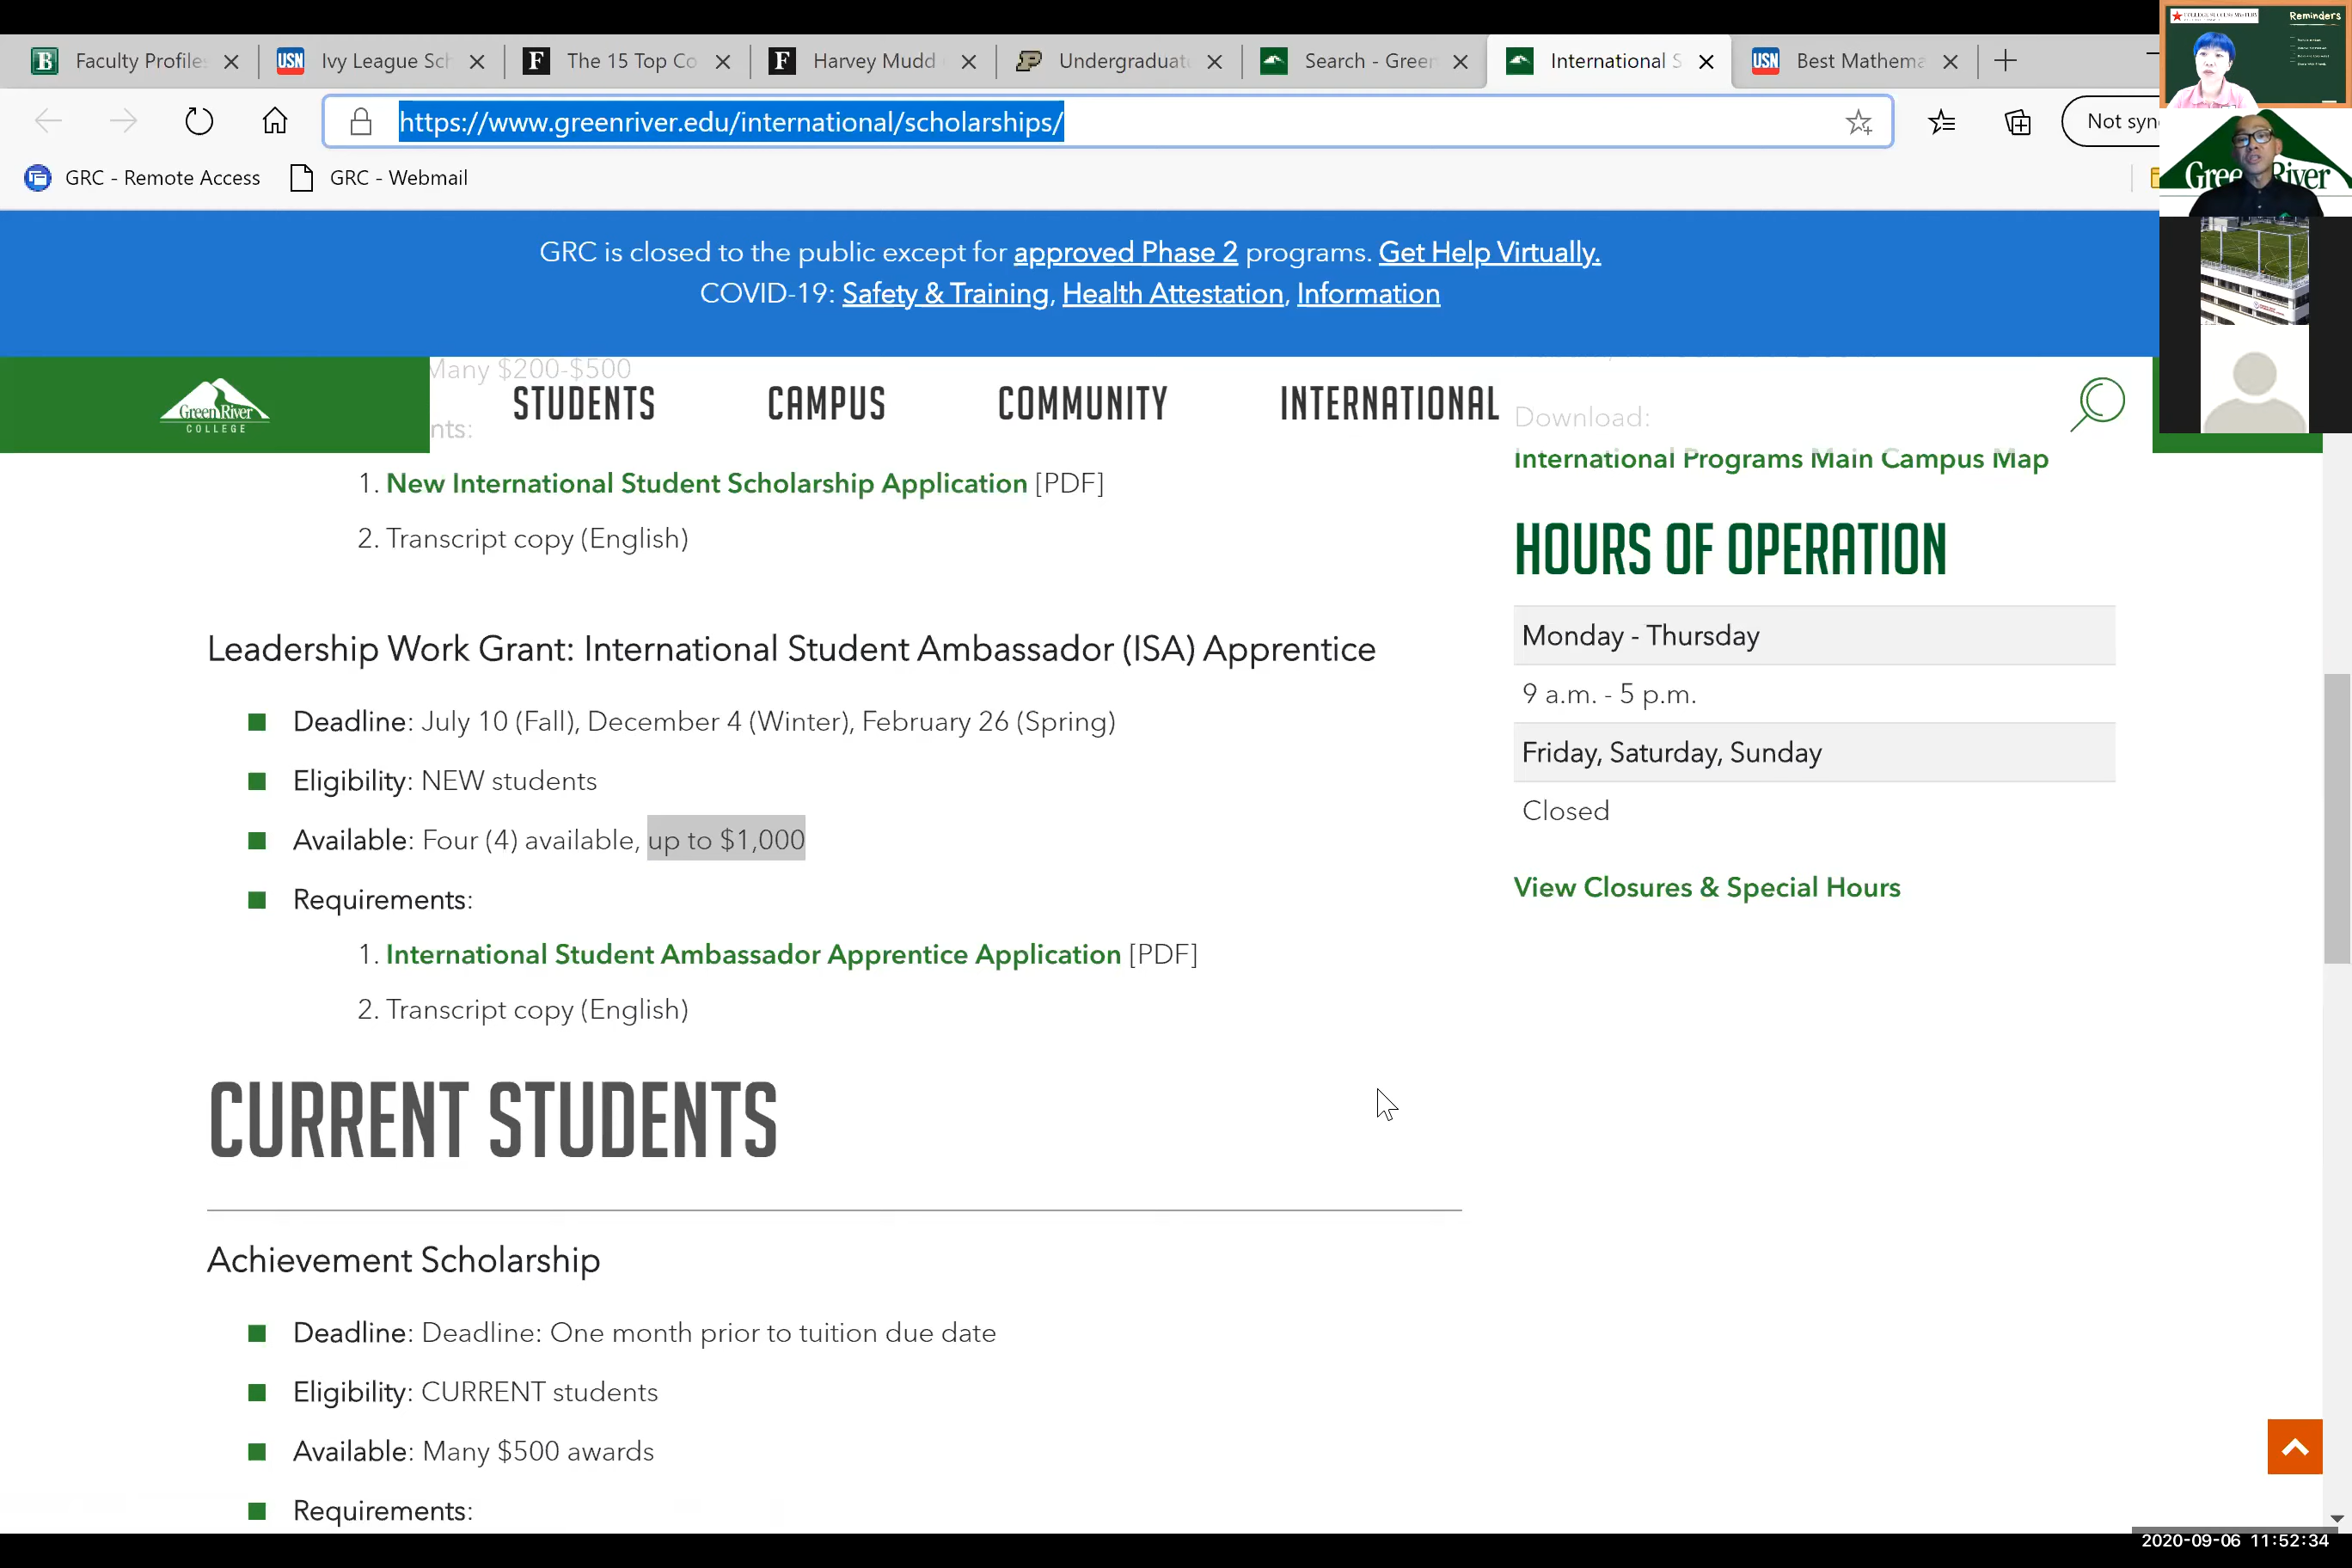 Faculty Profile
Ivy League Sch
The 15 Top Co
Harvey Mudd
Undergraduat
Search - Green
International S
Best Mathema
https://www.greenriver.edu/international/scholarships/
Not syn
GRC - Remote Access
GRC - Webmail
Reminders
Green River
GRC is closed to the public except for approved Phase 2 programs. Get Help Virtually.
COVID-19: Safety & Training, Health Attestation, Information
Many $200-$500
Green River
COLLEGE
STUDENTS
CAMPUS
COMMUNITY
INTERNATIONAL
nts:
Download:
International Programs Main Campus Map
1. New International Student Scholarship Application [PDF]
2. Transcript copy (English)
Leadership Work Grant: International Student Ambassador (ISA) Apprentice
Deadline: July 10 (Fall), December 4 (Winter), February 26 (Spring)
Eligibility: NEW students
Available: Four (4) available, up to $1,000
Requirements:
1. International Student Ambassador Apprentice Application [PDF]
2. Transcript copy (English)
HOURS OF OPERATION
Monday - Thursday
9 a.m. - 5 p.m.
Friday, Saturday, Sunday
Closed
View Closures & Special Hours
CURRENT STUDENTS
Achievement Scholarship
Deadline: Deadline: One month prior to tuition due date
Eligibility: CURRENT students
Available: Many $500 awards
Requirements:
2020-09-06 11:52:34